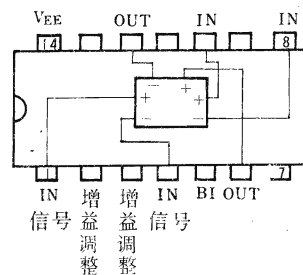 VEE OUT IN IN
14 8
− +
+ −
− +
1 7
IN 增益调整 增益调整 IN BI OUT
信号 信号